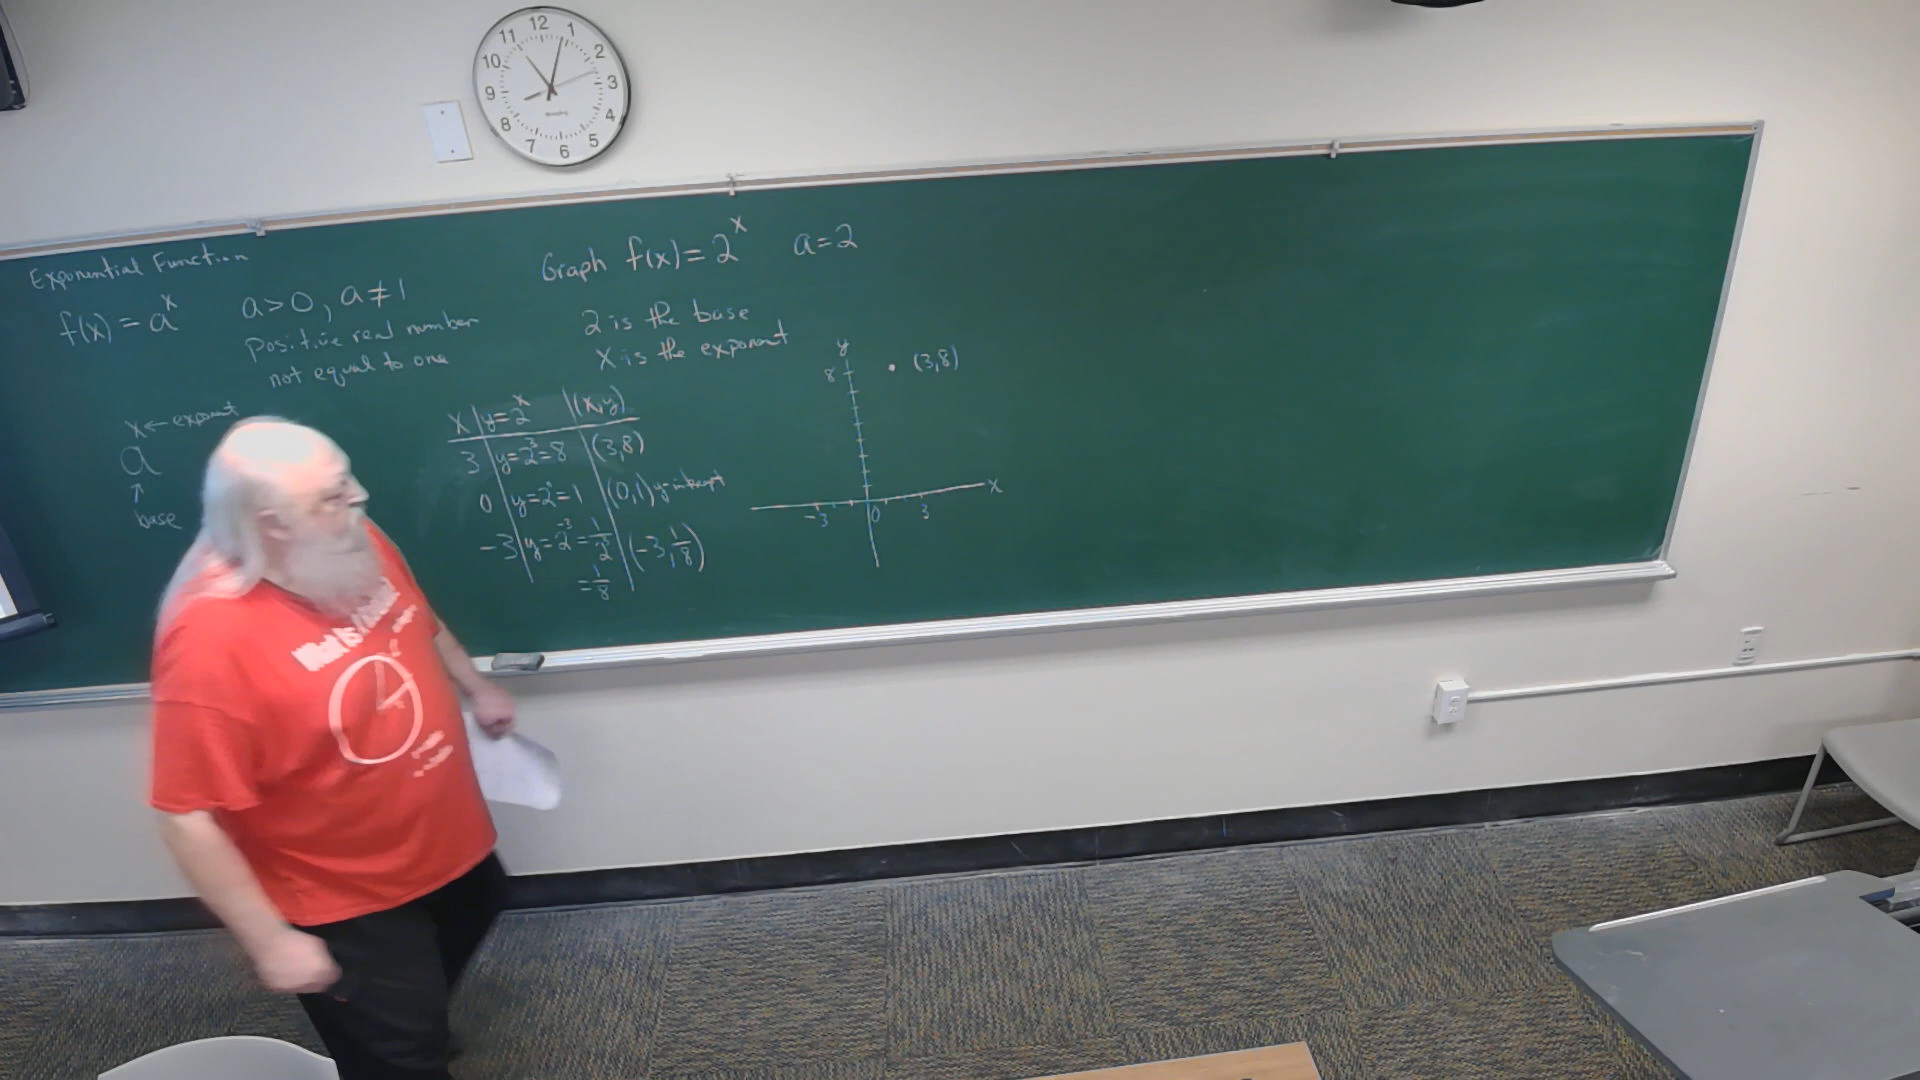 12
1
2
3
4
5
6
7
8
9
10
11
Exponential Function
f(x) = a^x a>0, a≠1
Positive real number
not equal to one
x ← exponent
a
↑
base
Graph f(x) = 2^x a=2
2 is the base
X is the exponent
X | y=2^x | (x,y)
3 | y=2^3=8 | (3,8)
0 | y=2^0=1 | (0,1) y-intercept
-3 | y=2^-3=1/2^3 | (-3, 1/8)
=1/8
y
8 • (3,8)
-3 0 3 X
What is